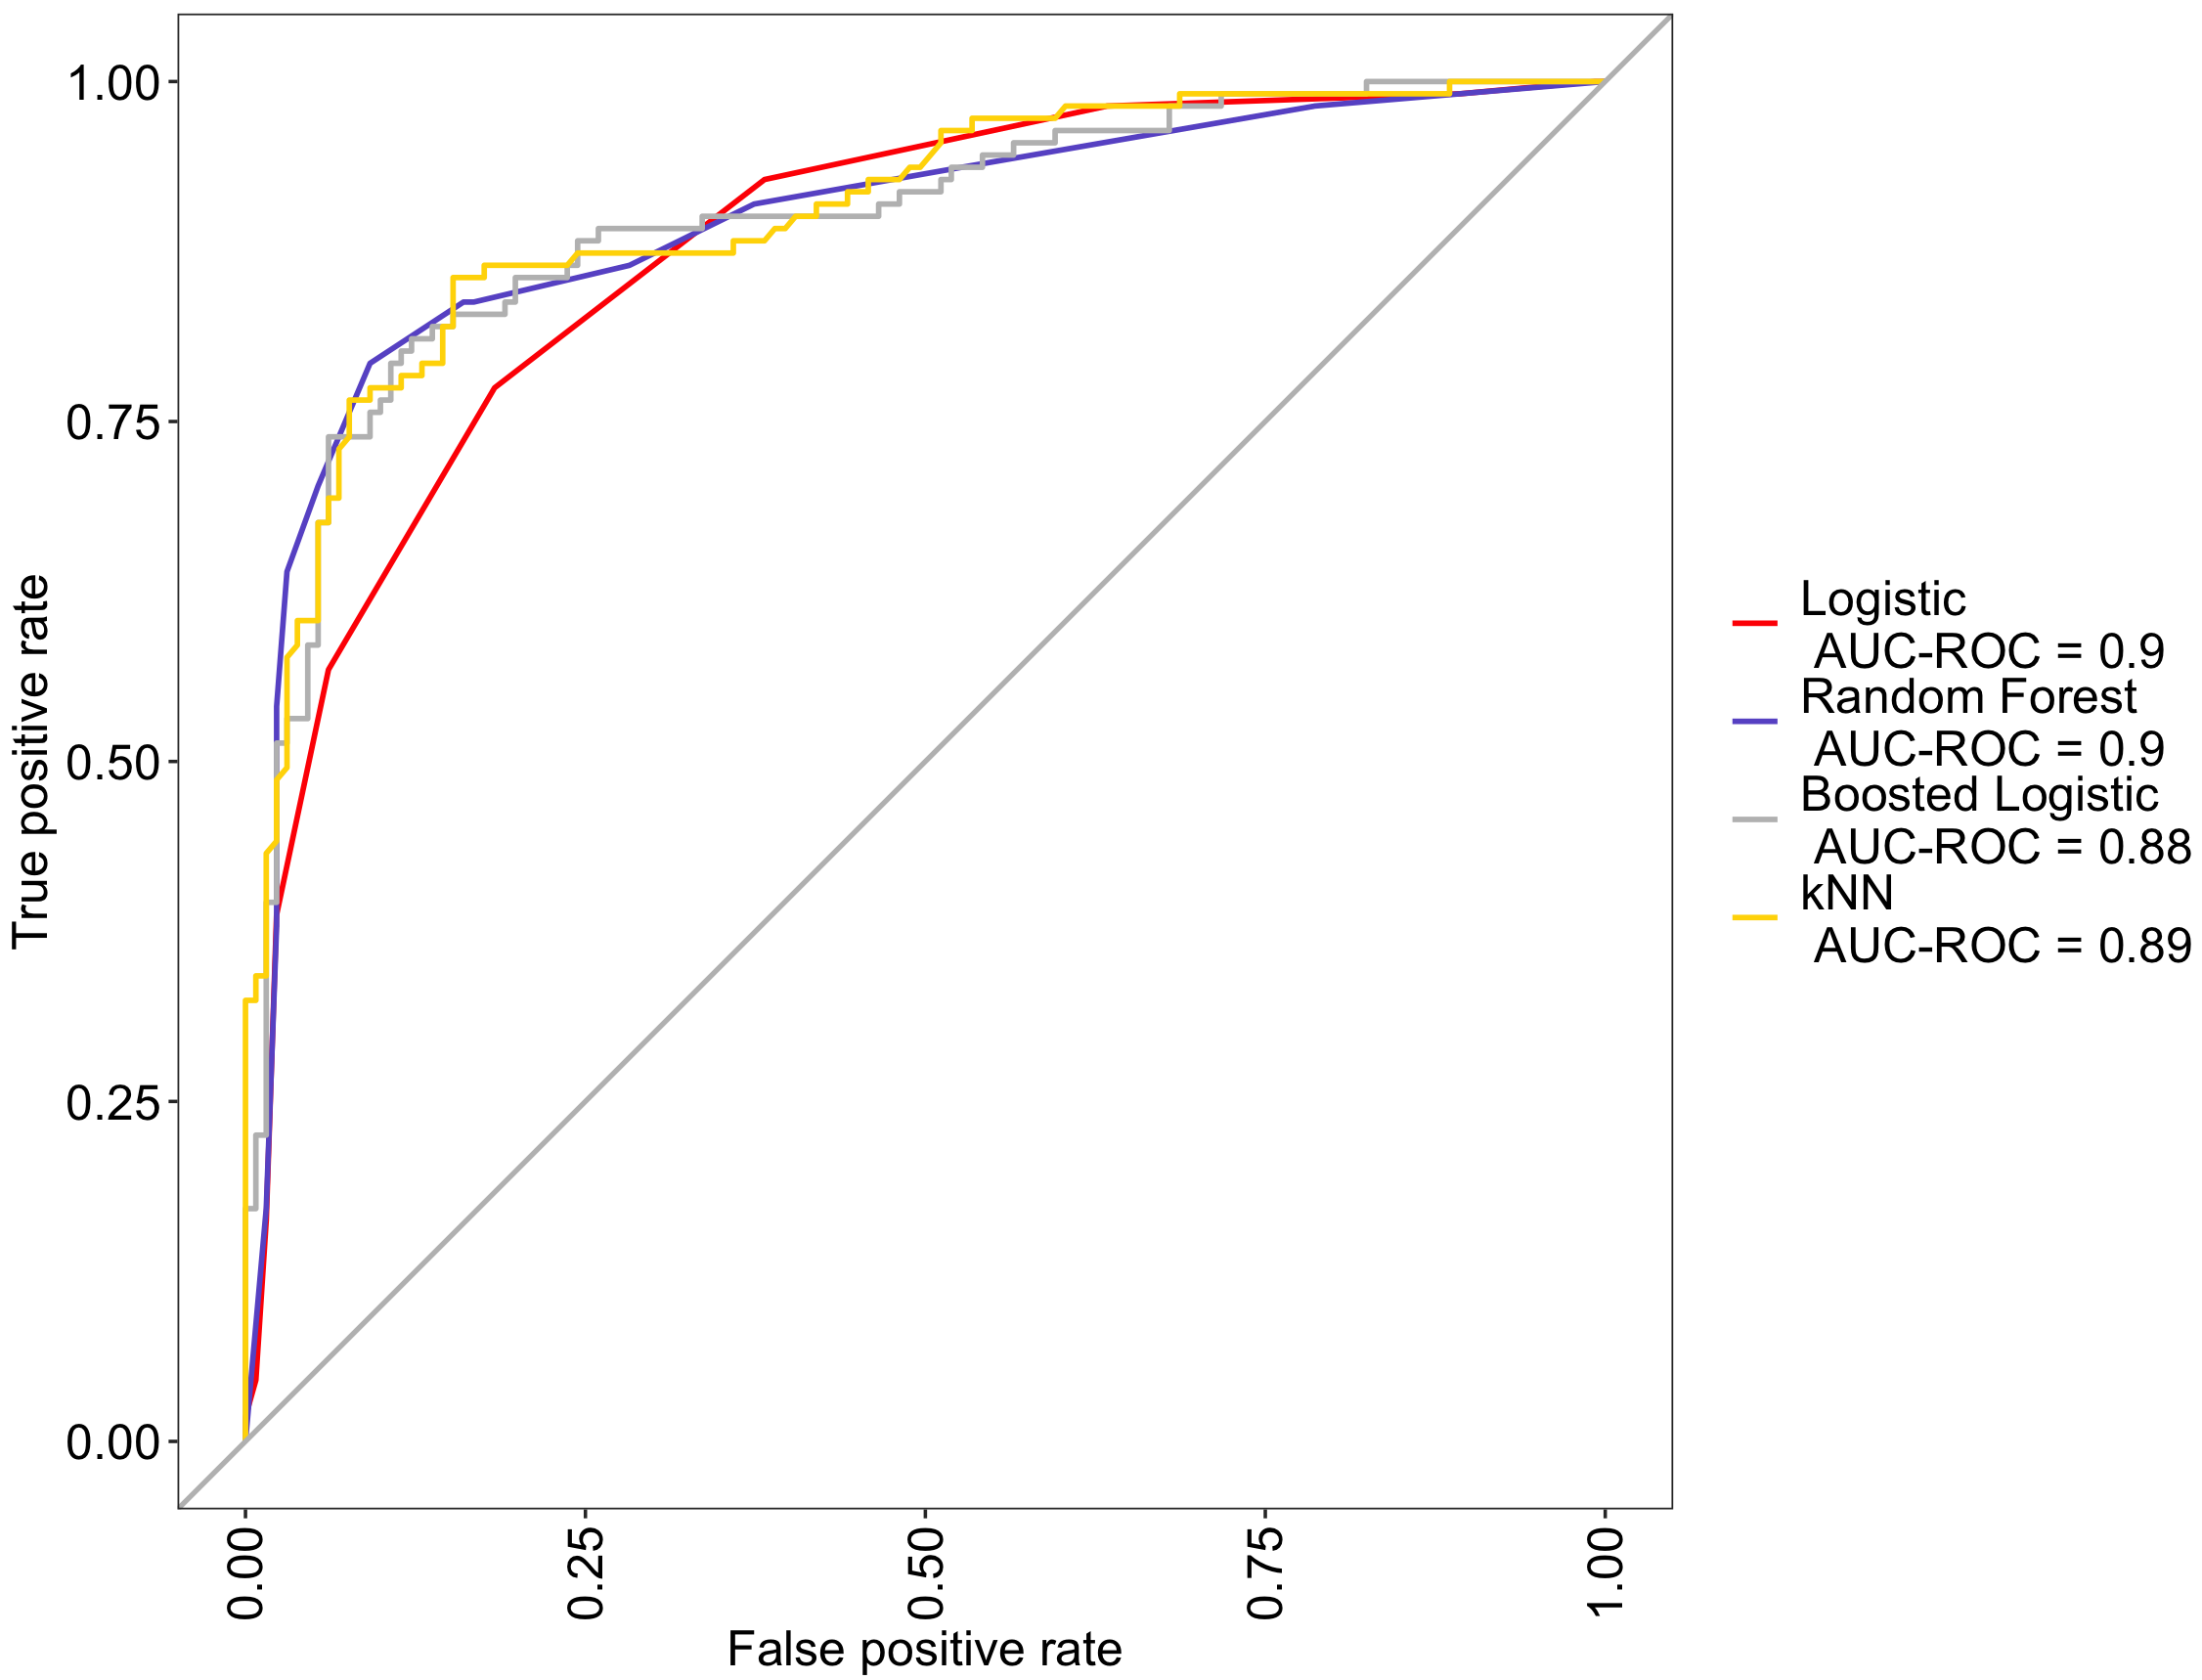 1.00
0.75
0.50
0.25
0.00
True positive rate
0.00
0.25
0.50
0.75
1.00
False positive rate
Logistic
AUC-ROC = 0.9
Random Forest
AUC-ROC = 0.9
Boosted Logistic
AUC-ROC = 0.88
kNN
AUC-ROC = 0.89